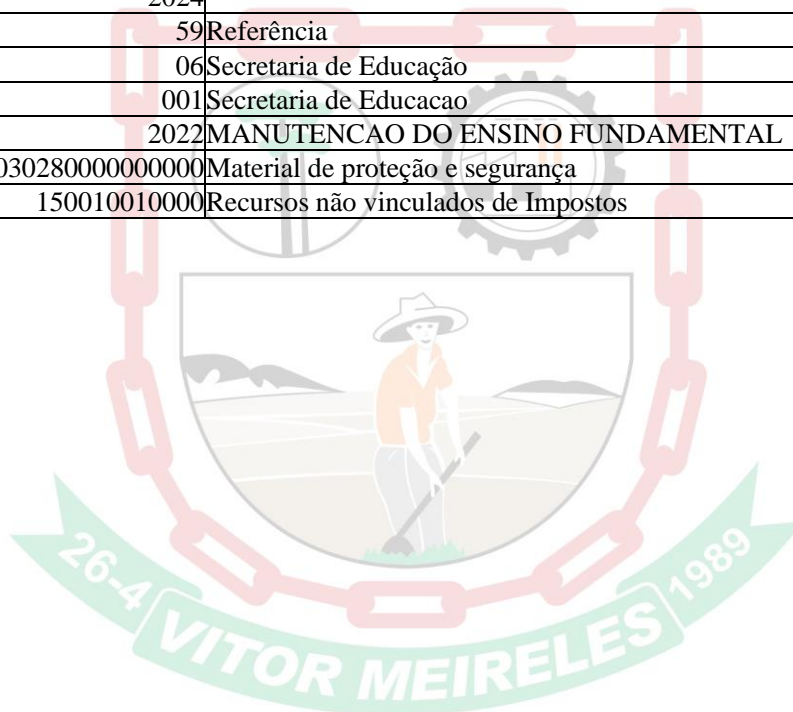 2024
59 Referência
06 Secretaria de Educação
001 Secretaria de Educacao
2022 MANUTENCAO DO ENSINO FUNDAMENTAL
030280000000000 Material de proteção e segurança
150010010000 Recursos não vinculados de Impostos
26-4 VITOR MEIRELES 1989